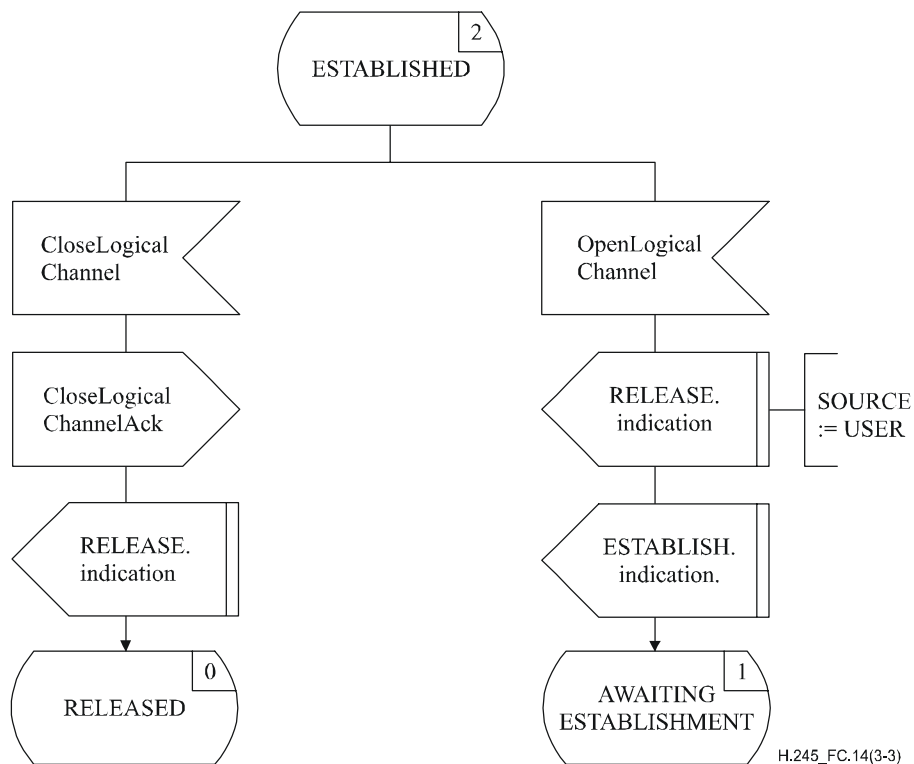 2
ESTABLISHED
CloseLogical
Channel
OpenLogical
Channel
CloseLogical
ChannelAck
RELEASE.
indication
SOURCE
:= USER
RELEASE.
indication
ESTABLISH.
indication.
0
RELEASED
1
AWAITING
ESTABLISHMENT
H.245_FC.14(3-3)